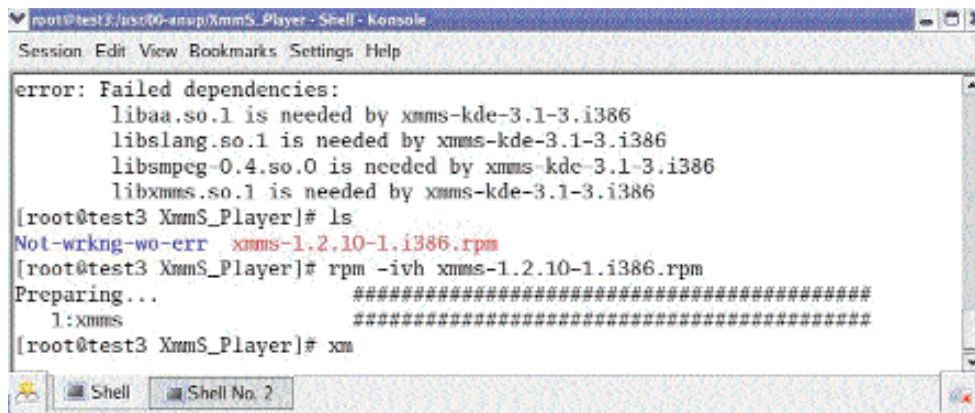 root@test3:/usr/00-anup/XmmS_Player - Shell - Konsole
Session Edit View Bookmarks Settings Help
error: Failed dependencies:
libaa.so.1 is needed by xmms-kde-3.1-3.i386
libslang.so.1 is needed by xmms-kde-3.1-3.i386
libsmpeg-0.4.so.0 is needed by xmms-kde-3.1-3.i386
libxmms.so.1 is needed by xmms-kde-3.1-3.i386
[root@test3 XmmS_Player]# ls
Not-wrkng-wo-err xmms-1.2.10-1.i386.rpm
[root@test3 XmmS_Player]# rpm -ivh xmms-1.2.10-1.i386.rpm
Preparing... ###########################################
1:xmms ###########################################
[root@test3 XmmS_Player]# xm
Shell Shell No. 2